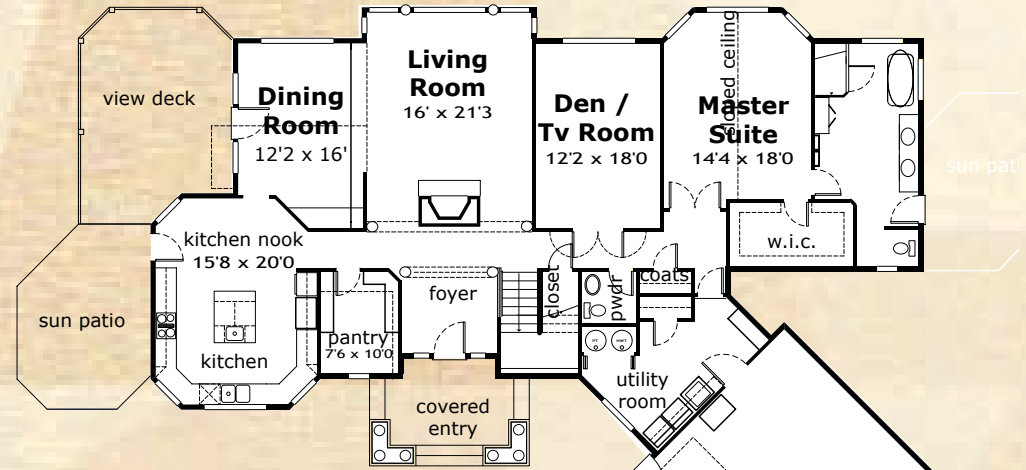 view deck
Dining
Room
12'2 x 16'
Living
Room
16' x 21'3
Den /
Tv Room
12'2 x 18'0
closed ceiling
Master
Suite
14'4 x 18'0
sun pati
w.i.c.
kitchen nook
15'8 x 20'0
sun patio
kitchen
pantry
7'6 x 10'0
foyer
closet
pwdr
coats
utility
room
covered
entry